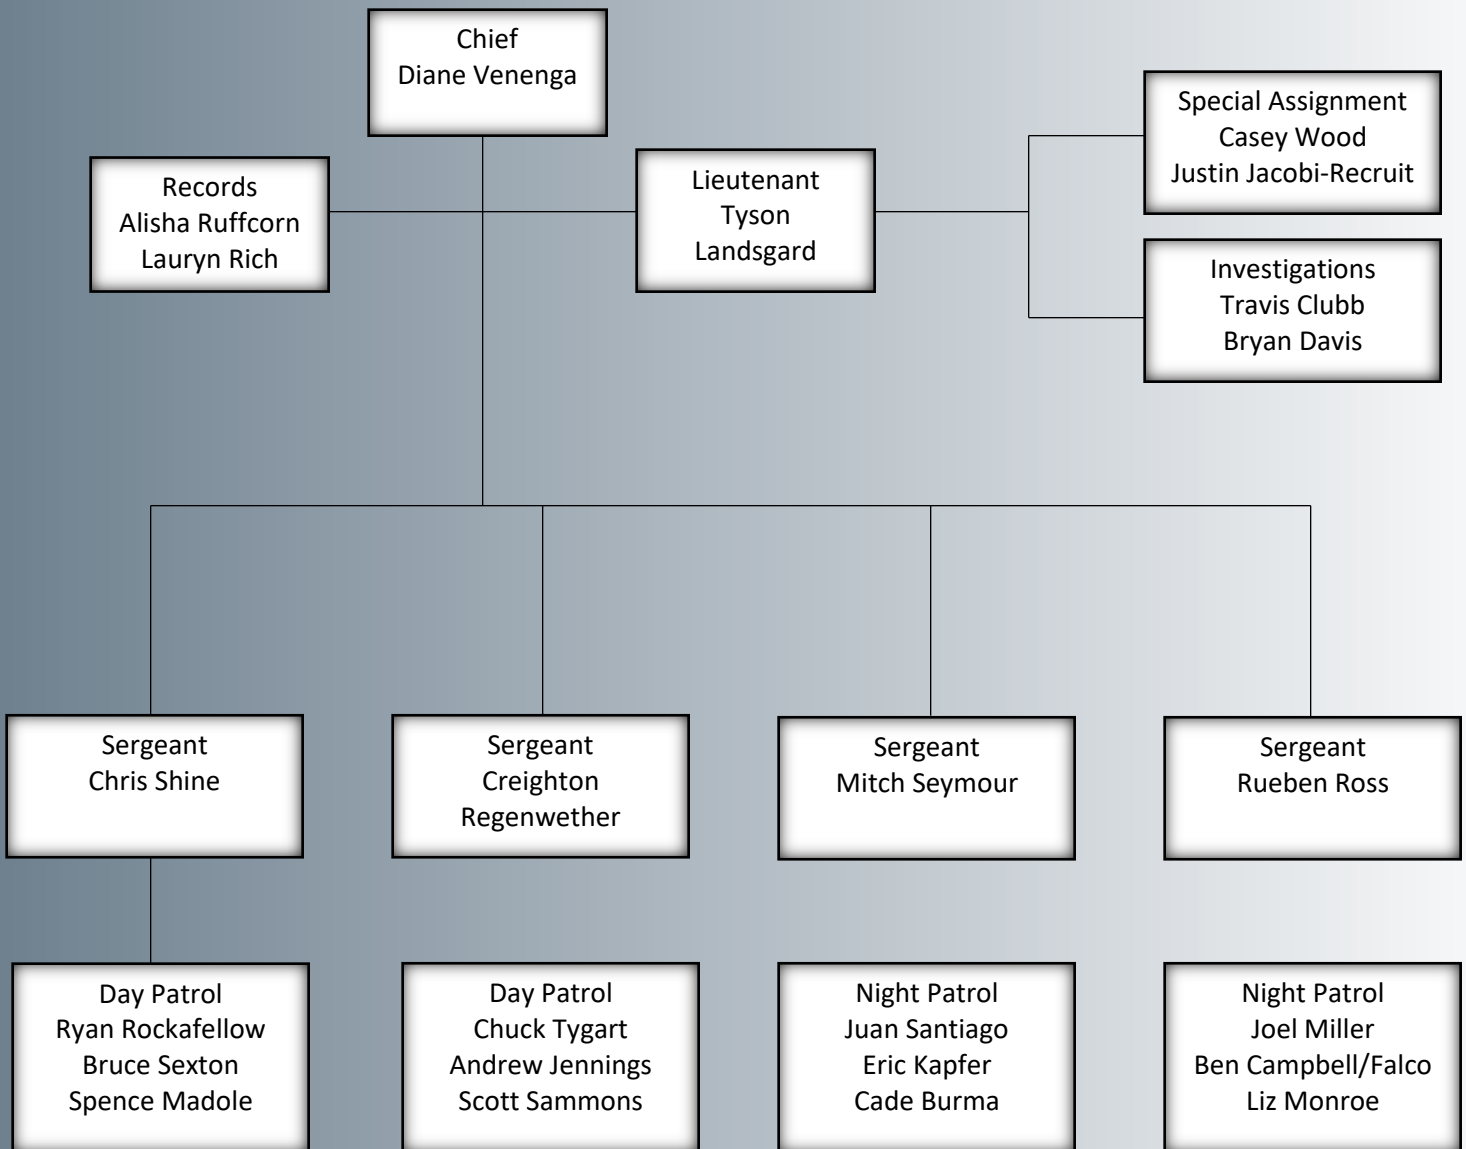 Chief
Diane Venenga
Records
Alisha Ruffcorn
Lauryn Rich
Lieutenant
Tyson
Landsgard
Special Assignment
Casey Wood
Justin Jacobi-Recruit
Investigations
Travis Clubb
Bryan Davis
Sergeant
Chris Shine
Sergeant
Creighton
Regenwether
Sergeant
Mitch Seymour
Sergeant
Rueben Ross
Day Patrol
Ryan Rockafellow
Bruce Sexton
Spence Madole
Day Patrol
Chuck Tygart
Andrew Jennings
Scott Sammons
Night Patrol
Juan Santiago
Eric Kapfer
Cade Burma
Night Patrol
Joel Miller
Ben Campbell/Falco
Liz Monroe